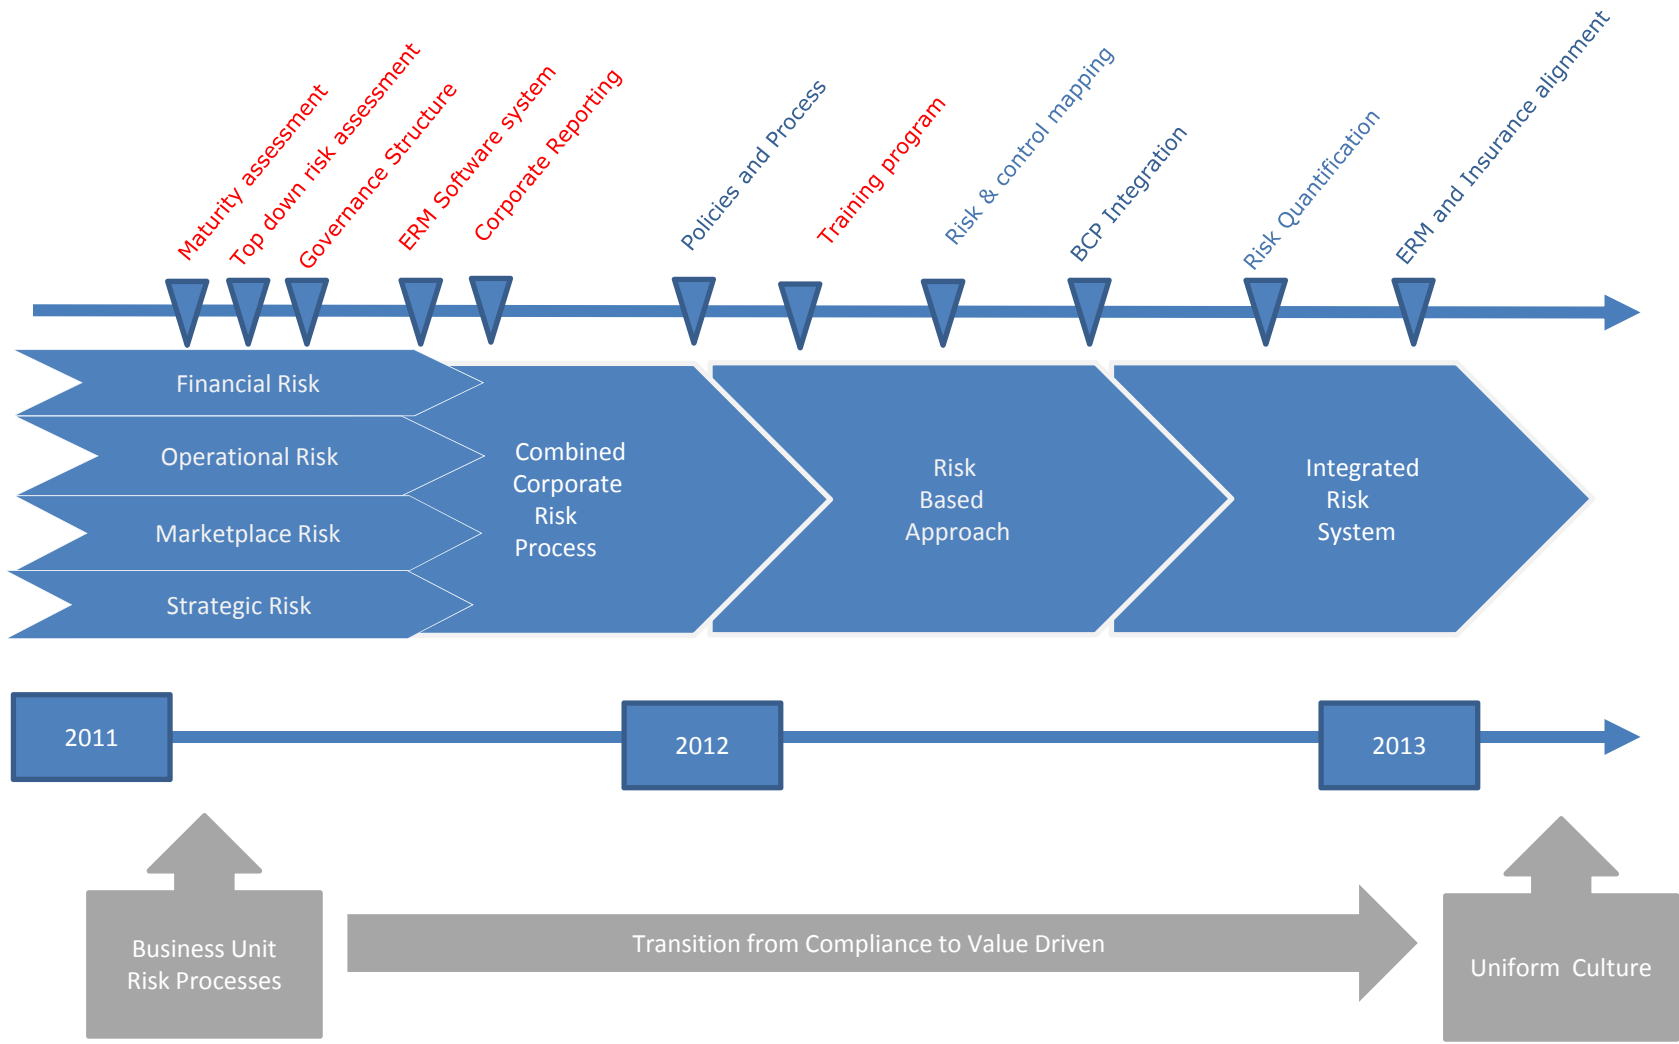 Maturity assessment
Top down risk assessment
Governance Structure
ERM Software system
Corporate Reporting
Policies and Process
Training program
Risk & control mapping
BCP Integration
Risk Quantification
ERM and Insurance alignment
Financial Risk
Operational Risk
Marketplace Risk
Strategic Risk
Combined
Corporate
Risk
Process
Risk
Based
Approach
Integrated
Risk
System
2011
2012
2013
Business Unit
Risk Processes
Transition from Compliance to Value Driven
Uniform Culture